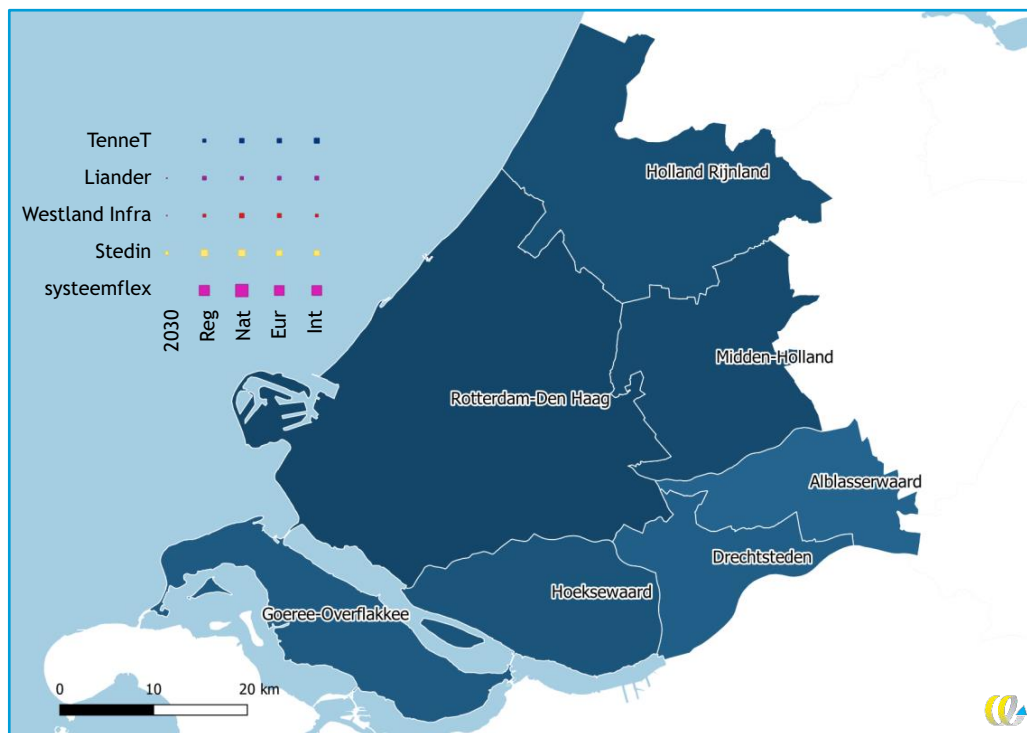 TenneT
Liander
Westland Infra
Stedin
systeemflex
2030
Reg
Nat
Eur
Int
Holland Rijnland
Midden-Holland
Rotterdam-Den Haag
Alblasserwaard
Drechtsteden
Hoeksewaard
Goeree-Overflakkee
0 10 20 km